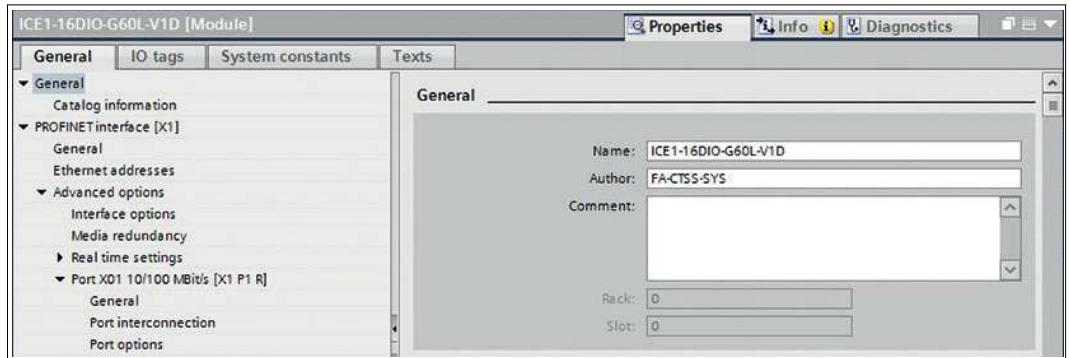 ICE1-16DIO-G60L-V1D [Module]
Properties
Info
Diagnostics
General
IO tags
System constants
Texts
General
Catalog information
PROFINET interface [X1]
General
Ethernet addresses
Advanced options
Interface options
Media redundancy
Real time settings
Port X01 10/100 MBit/s [X1 P1 R]
General
Port interconnection
Port options
General
Name: ICE1-16DIO-G60L-V1D
Author: FA-CTSS-SYS
Comment:
Rack: 0
Slot: 0